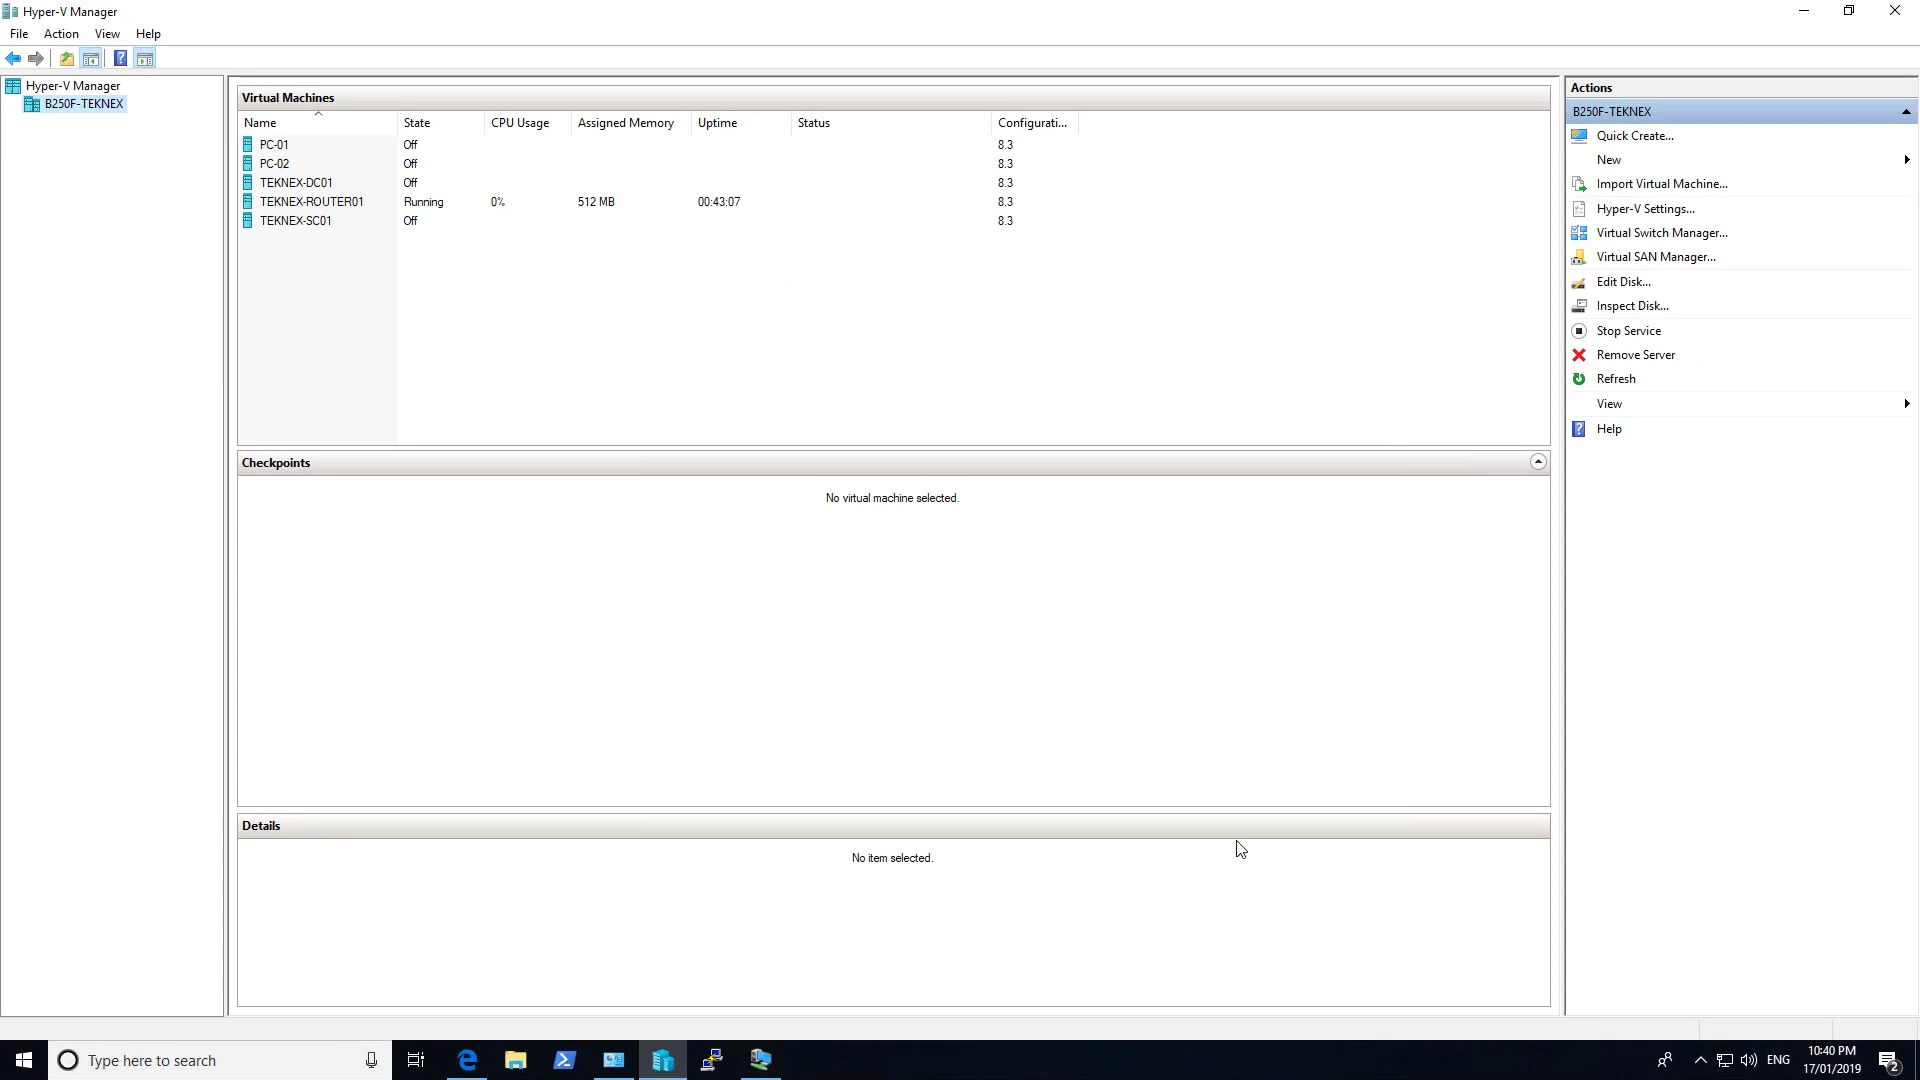 Hyper-V Manager
File Action View Help
Hyper-V Manager
B250F-TEKNEX
Virtual Machines
Name State CPU Usage Assigned Memory Uptime Status Configurati...
PC-01 Off 8.3
PC-02 Off 8.3
TEKNEX-DC01 Off 8.3
TEKNEX-ROUTER01 Running 0% 512 MB 00:43:07 8.3
TEKNEX-SC01 Off 8.3
Checkpoints
No virtual machine selected.
Details
No item selected.
Actions
B250F-TEKNEX
Quick Create...
New
Import Virtual Machine...
Hyper-V Settings...
Virtual Switch Manager...
Virtual SAN Manager...
Edit Disk...
Inspect Disk...
Stop Service
Remove Server
Refresh
View
Help
Type here to search
ENG
10:40 PM
17/01/2019
2